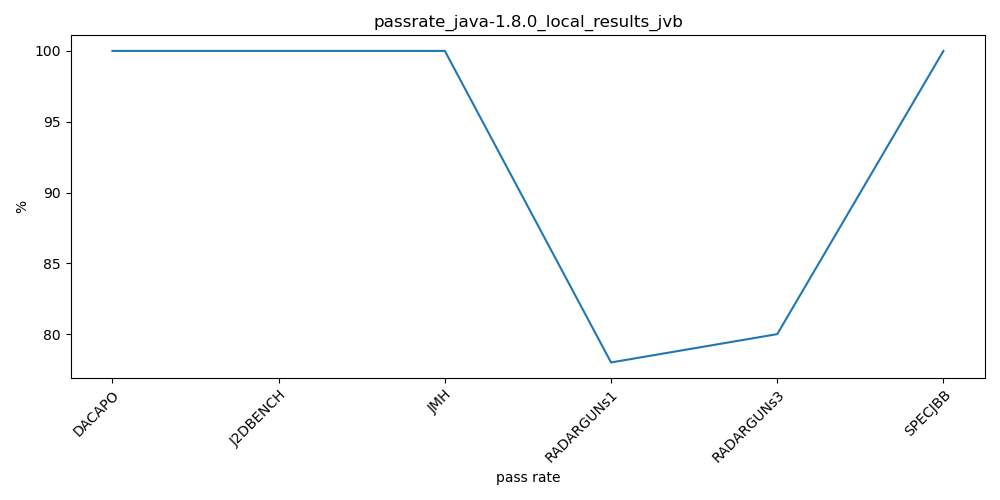 passrate_java-1.8.0_local_results_jvb
100
95
90
85
80
%
DACAPO
J2DBENCH
JMH
RADARGUNs1
RADARGUNs3
SPECJBB
pass rate